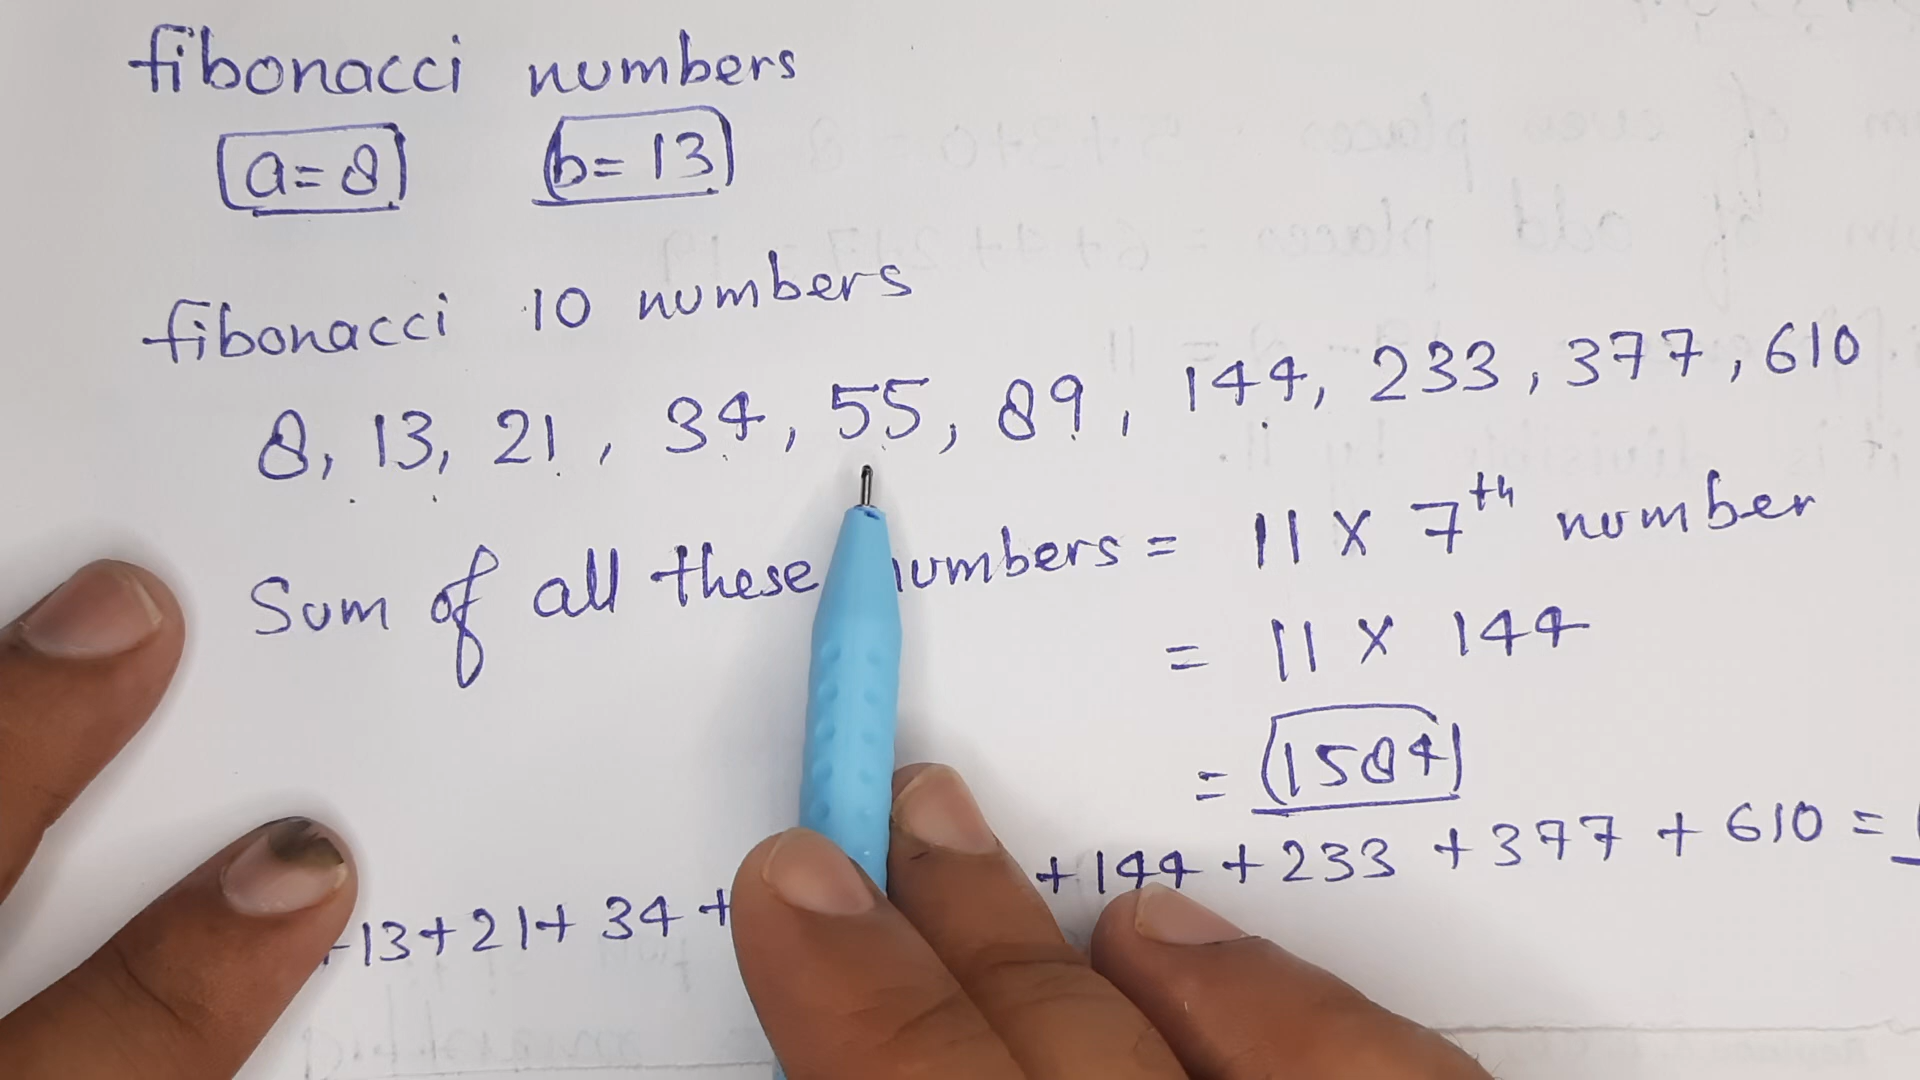 fibonacci numbers
a=8 b=13
fibonacci 10 numbers
8, 13, 21, 34, 55, 89, 144, 233, 377, 610
Sum of all these numbers = 11 x 7th number
= 11 x 144
= 1584
13+21+34+ +144+233+377+610=